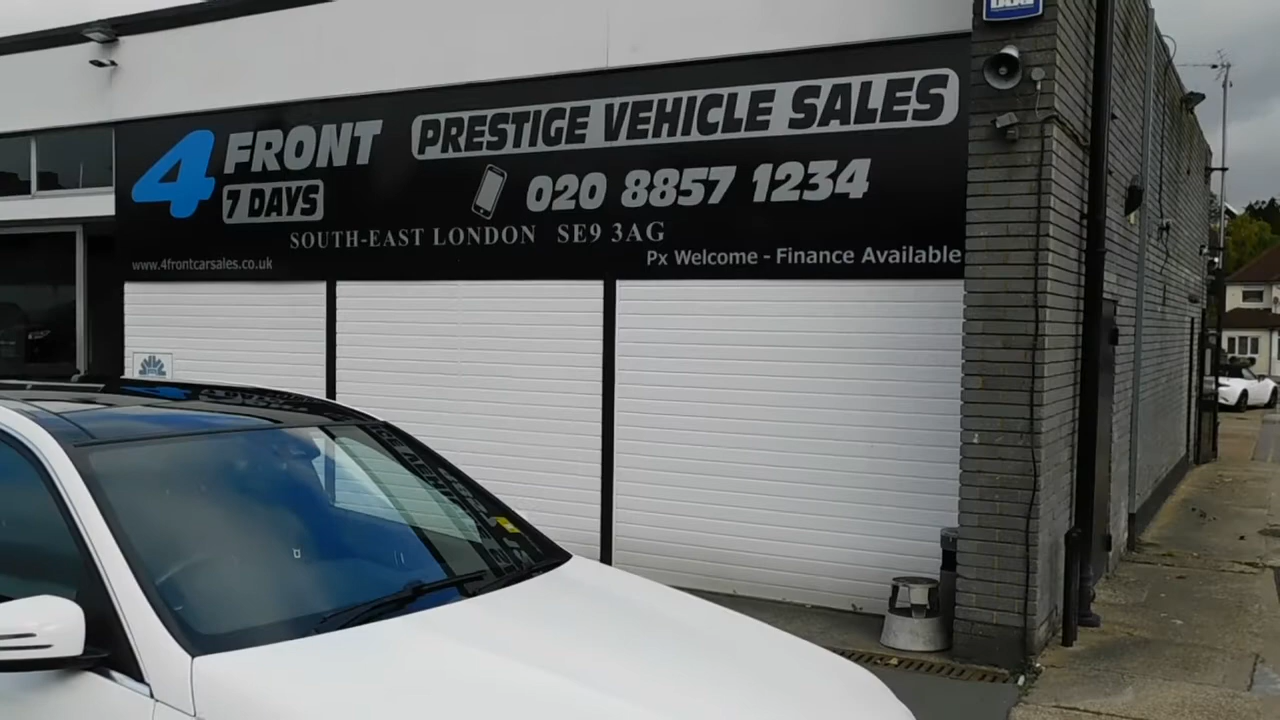 4 FRONT
7 DAYS
PRESTIGE VEHICLE SALES
020 8857 1234
SOUTH-EAST LONDON SE9 3AG
www.4frontcarsales.co.uk
Px Welcome - Finance Available